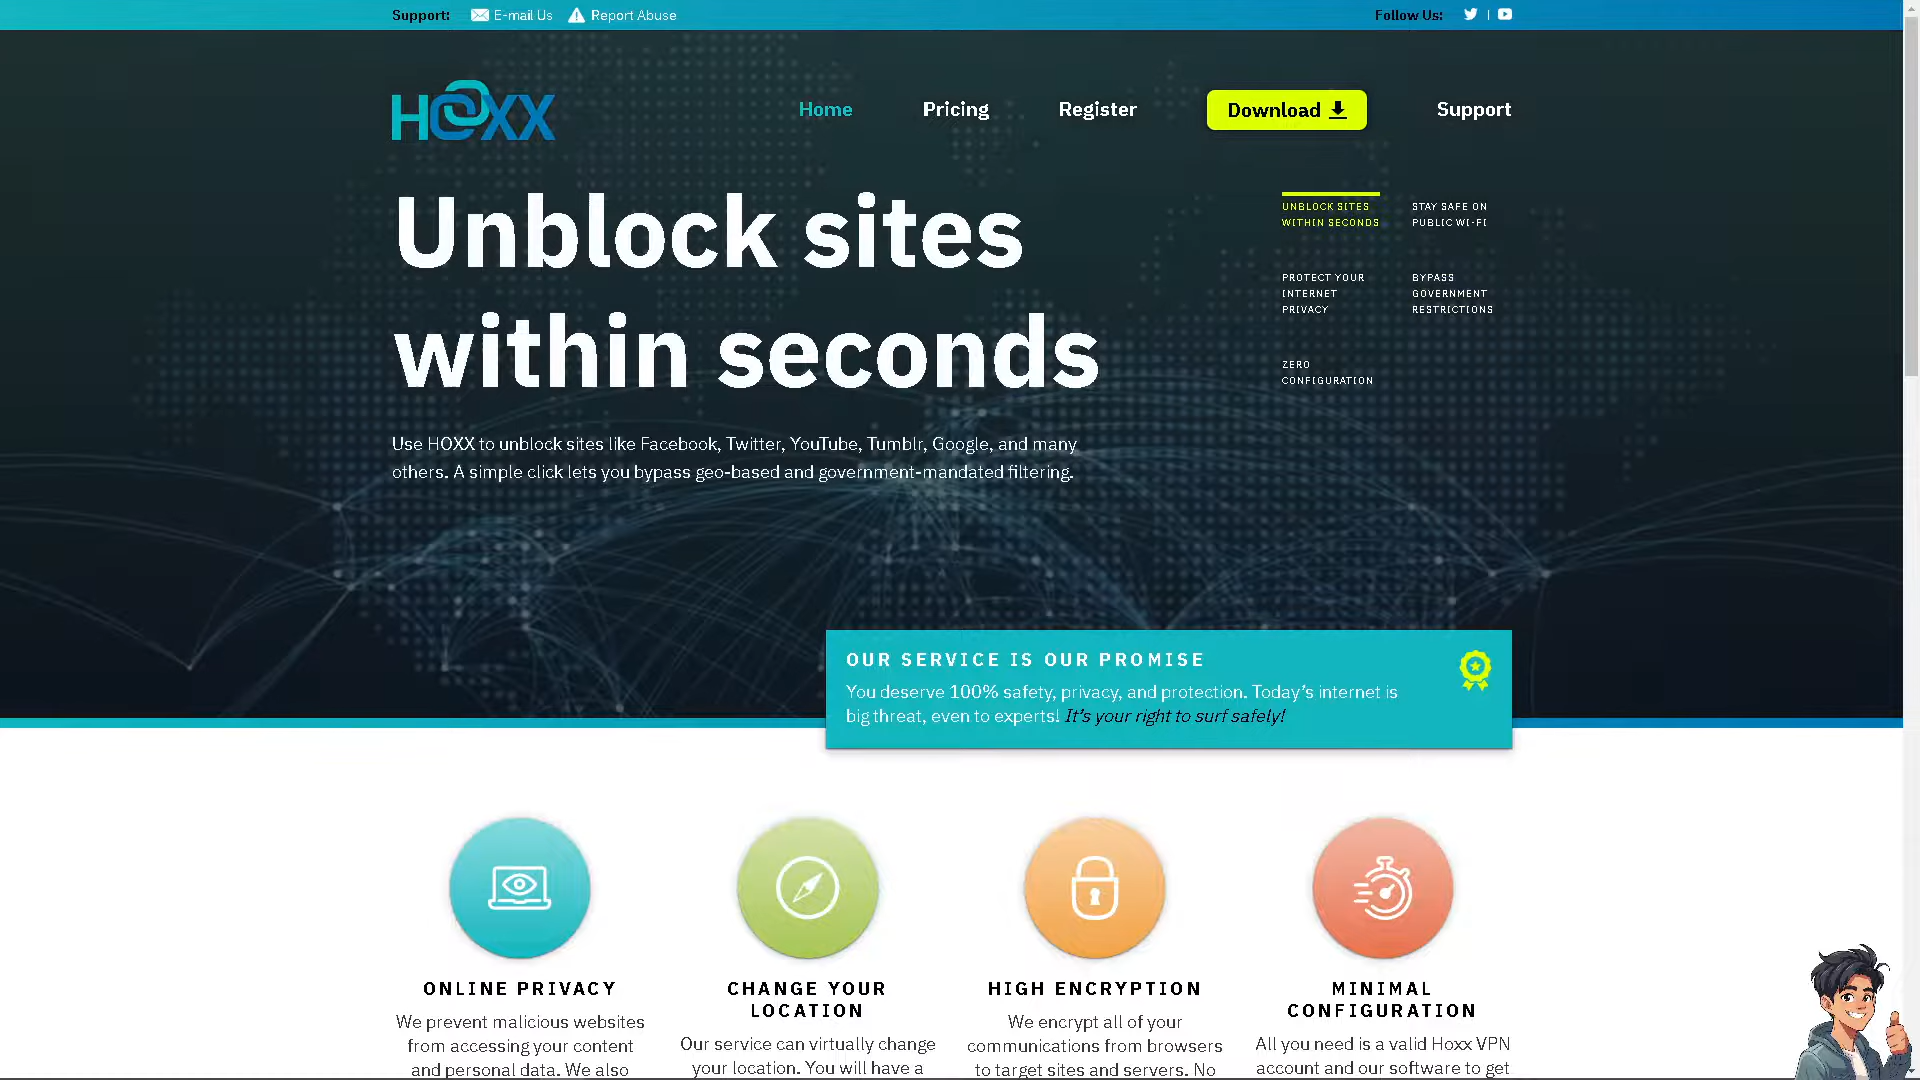 Support: E-mail Us Report Abuse Follow Us: |
HOXX Home Pricing Register Download Support
Unblock sites
within seconds
UNBLOCK SITES
WITHIN SECONDS
STAY SAFE ON
PUBLIC WI-FI
PROTECT YOUR
INTERNET
PRIVACY
BYPASS
GOVERNMENT
RESTRICTIONS
ZERO
CONFIGURATION
Use HOXX to unblock sites like Facebook, Twitter, YouTube, Tumblr, Google, and many
others. A simple click lets you bypass geo-based and government-mandated filtering.
OUR SERVICE IS OUR PROMISE
You deserve 100% safety, privacy, and protection. Today's internet is
big threat, even to experts! It's your right to surf safely!
ONLINE PRIVACY
We prevent malicious websites
from accessing your content
and personal data. We also
CHANGE YOUR
LOCATION
Our service can virtually change
your location. You will have a
HIGH ENCRYPTION
We encrypt all of your
communications from browsers
to target sites and servers. No
MINIMAL
CONFIGURATION
All you need is a valid Hoxx VPN
account and our software to get